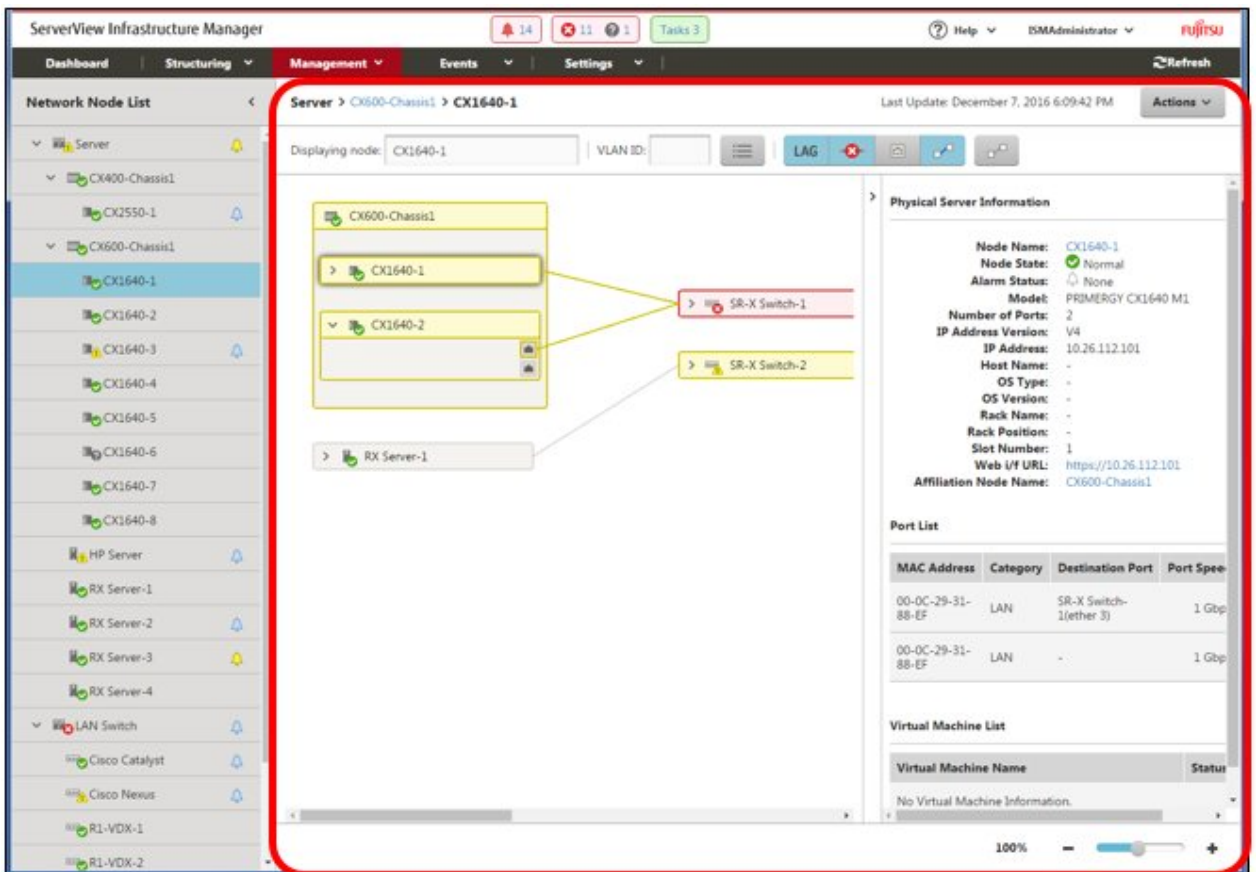 ServerView Infrastructure Manager
14
11
1
Tasks 3
Help
ISMAdministrator
FUJITSU
Dashboard
Structuring
Management
Events
Settings
Refresh
Network Node List
Server
CX400-Chassis1
CX2550-1
CX600-Chassis1
CX1640-1
CX1640-2
CX1640-3
CX1640-4
CX1640-5
CX1640-6
CX1640-7
CX1640-8
HP Server
RX Server-1
RX Server-2
RX Server-3
RX Server-4
LAN Switch
Cisco Catalyst
Cisco Nexus
R1-VDX-1
R1-VDX-2
Server > CX600-Chassis1 > CX1640-1
Last Update: December 7, 2016 6:09:42 PM
Actions
Displaying node: CX1640-1
VLAN ID:
LAG
CX600-Chassis1
CX1640-1
CX1640-2
SR-X Switch-1
SR-X Switch-2
RX Server-1
Physical Server Information
Node Name: CX1640-1
Node State: Normal
Alarm Status: None
Model: PRIMERGY CX1640 M1
Number of Ports: 2
IP Address Version: V4
IP Address: 10.26.112.101
Host Name: -
OS Type: -
OS Version: -
Rack Name: -
Rack Position: -
Slot Number: 1
Web i/f URL: https://10.26.112.101
Affiliation Node Name: CX600-Chassis1
Port List
MAC Address Category Destination Port Port Spee
00-0C-29-31-88-EF LAN SR-X Switch-1(ether 3) 1 Gbp
00-0C-29-31-88-EF LAN - 1 Gbp
Virtual Machine List
Virtual Machine Name Status
No Virtual Machine Information.
100% - +